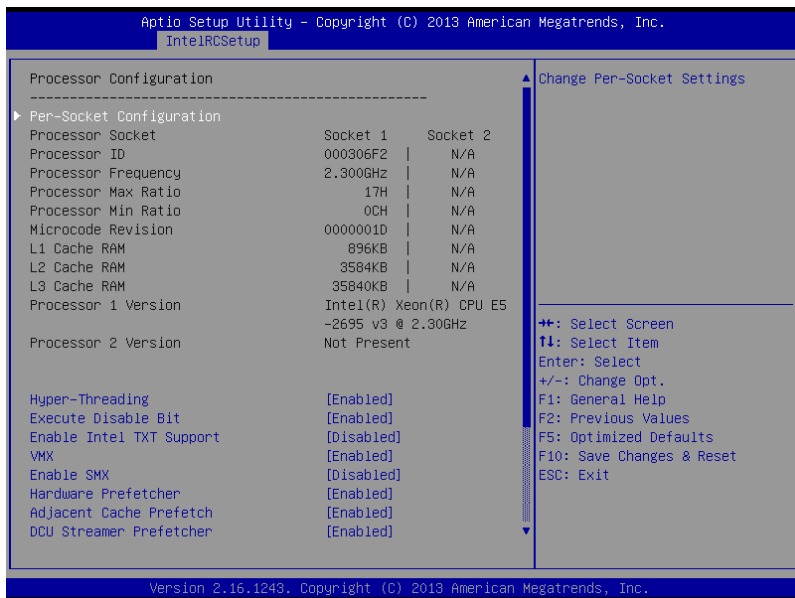 Aptio Setup Utility – Copyright (C) 2013 American Megatrends, Inc.
IntelRCSetup
Processor Configuration
--------------------------------------------------
Per-Socket Configuration
Processor Socket Socket 1 Socket 2
Processor ID 000306F2 | N/A
Processor Frequency 2.300GHz | N/A
Processor Max Ratio 17H | N/A
Processor Min Ratio 0CH | N/A
Microcode Revision 0000001D | N/A
L1 Cache RAM 896KB | N/A
L2 Cache RAM 3584KB | N/A
L3 Cache RAM 35840KB | N/A
Processor 1 Version Intel(R) Xeon(R) CPU E5
-2695 v3 @ 2.30GHz
Processor 2 Version Not Present
Hyper-Threading [Enabled]
Execute Disable Bit [Enabled]
Enable Intel TXT Support [Disabled]
VMX [Enabled]
Enable SMX [Disabled]
Hardware Prefetcher [Enabled]
Adjacent Cache Prefetch [Enabled]
DCU Streamer Prefetcher [Enabled]
Change Per-Socket Settings
→←: Select Screen
↑↓: Select Item
Enter: Select
+/-: Change Opt.
F1: General Help
F2: Previous Values
F5: Optimized Defaults
F10: Save Changes & Reset
ESC: Exit
Version 2.16.1243. Copyright (C) 2013 American Megatrends, Inc.